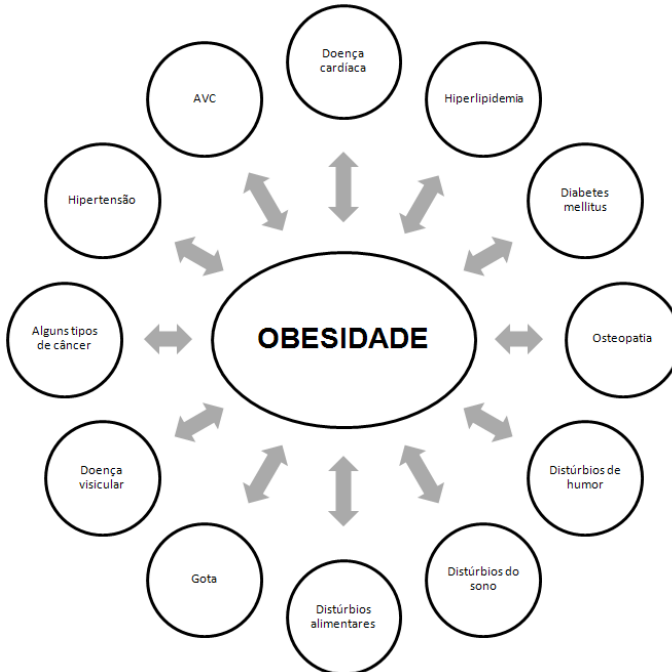 Doença
cardíaca
AVC
Hiperlipidemia
Hipertensão
Diabetes
mellitus
OBESIDADE
Alguns tipos
de câncer
Osteopatia
Doença
visicular
Distúrbios de
humor
Gota
Distúrbios do
sono
Distúrbios
alimentares